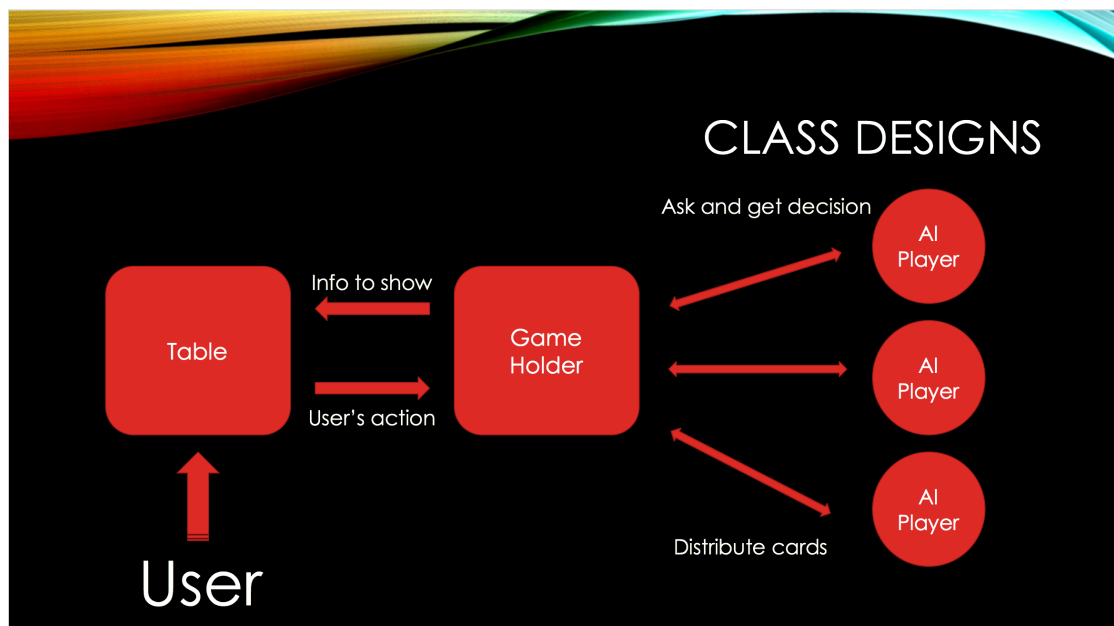 CLASS DESIGNS
Ask and get decision
AI
Player
Info to show
Table
Game
Holder
AI
Player
User's action
AI
Player
Distribute cards
User